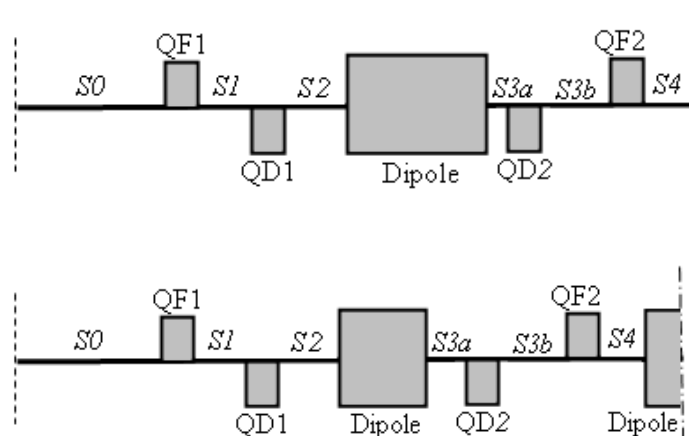 QF1 QF2
S0 S1 S2 S3a S3b S4
QD1 Dipole QD2
QF1 QF2
S0 S1 S2 S3a S3b S4
QD1 Dipole QD2 Dipole